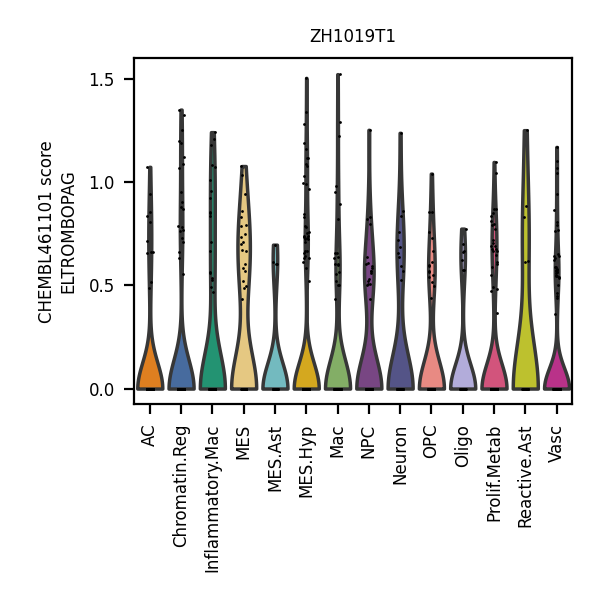 ZH1019T1
CHEMBL461101 score
ELTROMBOPAG
1.5
1.0
0.5
0.0
AC
Chromatin.Reg
Inflammatory.Mac
MES
MES.Ast
MES.Hyp
Mac
NPC
Neuron
OPC
Oligo
Prolif.Metab
Reactive.Ast
Vasc